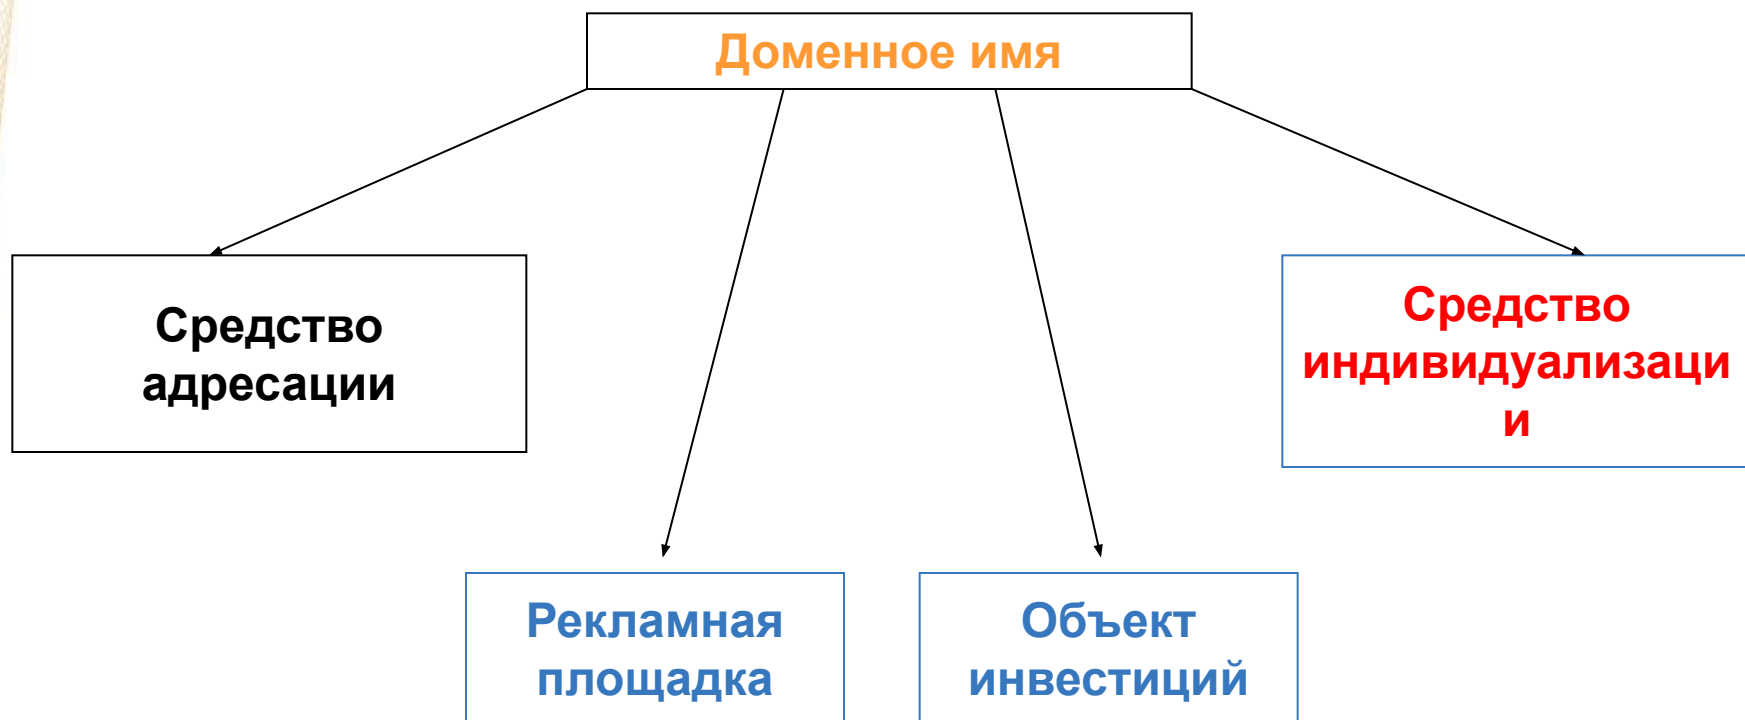 Доменное имя
Средство
адресации
Средство
индивидуализаци
и
Рекламная
площадка
Объект
инвестиций